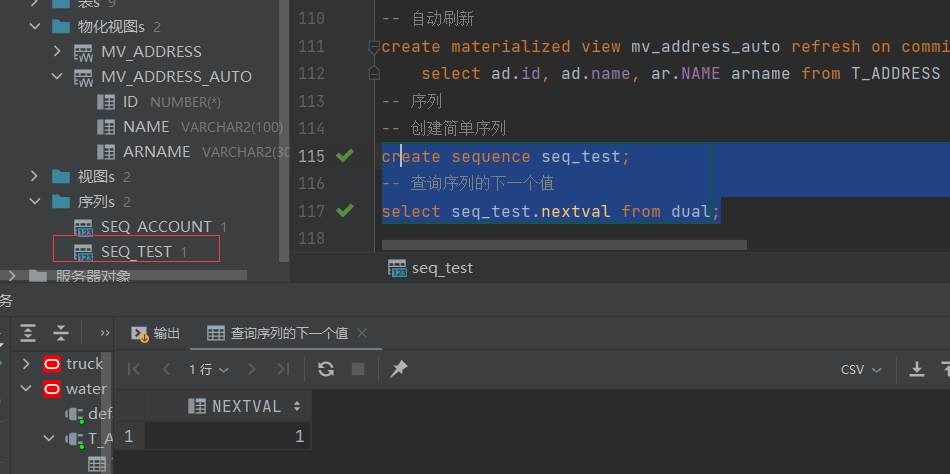 表s 2
物化视图s 2
MV_ADDRESS
MV_ADDRESS_AUTO
ID NUMBER(*)
NAME VARCHAR2(100)
ARNAME VARCHAR2(30
视图s 2
序列s 2
SEQ_ACCOUNT 1
SEQ_TEST 1
服务器对象
110 -- 自动刷新
111 create materialized view mv_address_auto refresh on commi
112 select ad.id, ad.name, ar.NAME arname from T_ADDRESS
113 -- 序列
114 -- 创建简单序列
115 create sequence seq_test;
116 -- 查询序列的下一个值
117 select seq_test.nextval from dual;
118
seq_test
务
truck
water
def
T_A
输出 查询序列的下一个值
1 行 CSV
NEXTVAL
1 1